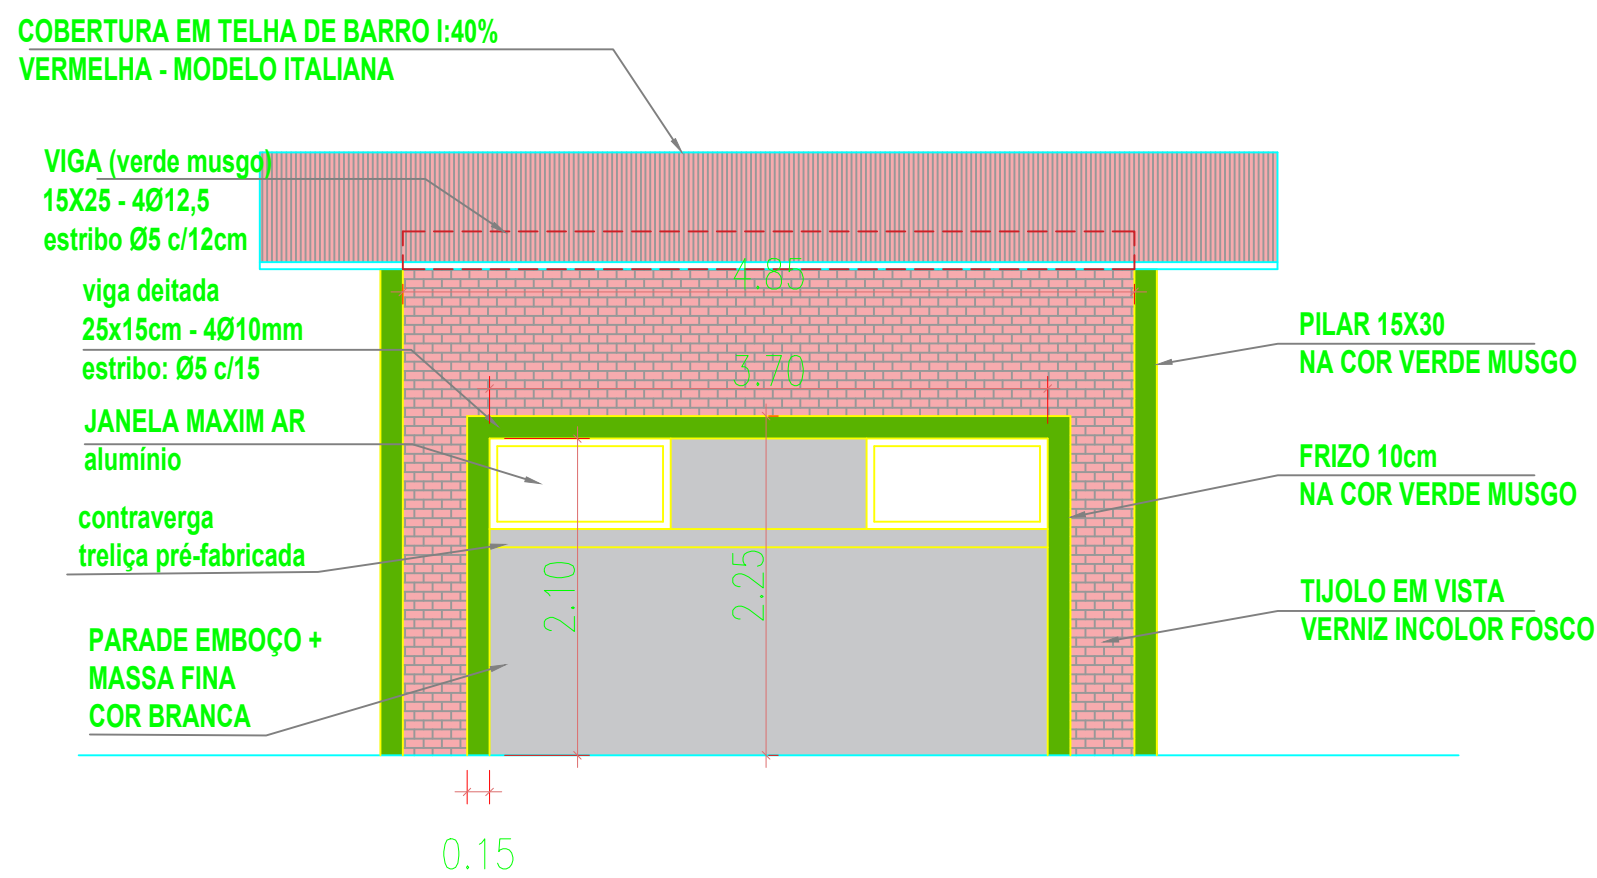 COBERTURA EM TELHA DE BARRO I:40%
VERMELHA - MODELO ITALIANA
VIGA (verde musgo)
15X25 - 4Ø12,5
estribo Ø5 c/12cm
viga deitada
25x15cm - 4Ø10mm
estribo: Ø5 c/15
JANELA MAXIM AR
alumínio
contraverga
treliça pré-fabricada
PARADE EMBOÇO +
MASSA FINA
COR BRANCA
4.85
3.70
2.10
2.25
0.15
PILAR 15X30
NA COR VERDE MUSGO
FRIZO 10cm
NA COR VERDE MUSGO
TIJOLO EM VISTA
VERNIZ INCOLOR FOSCO